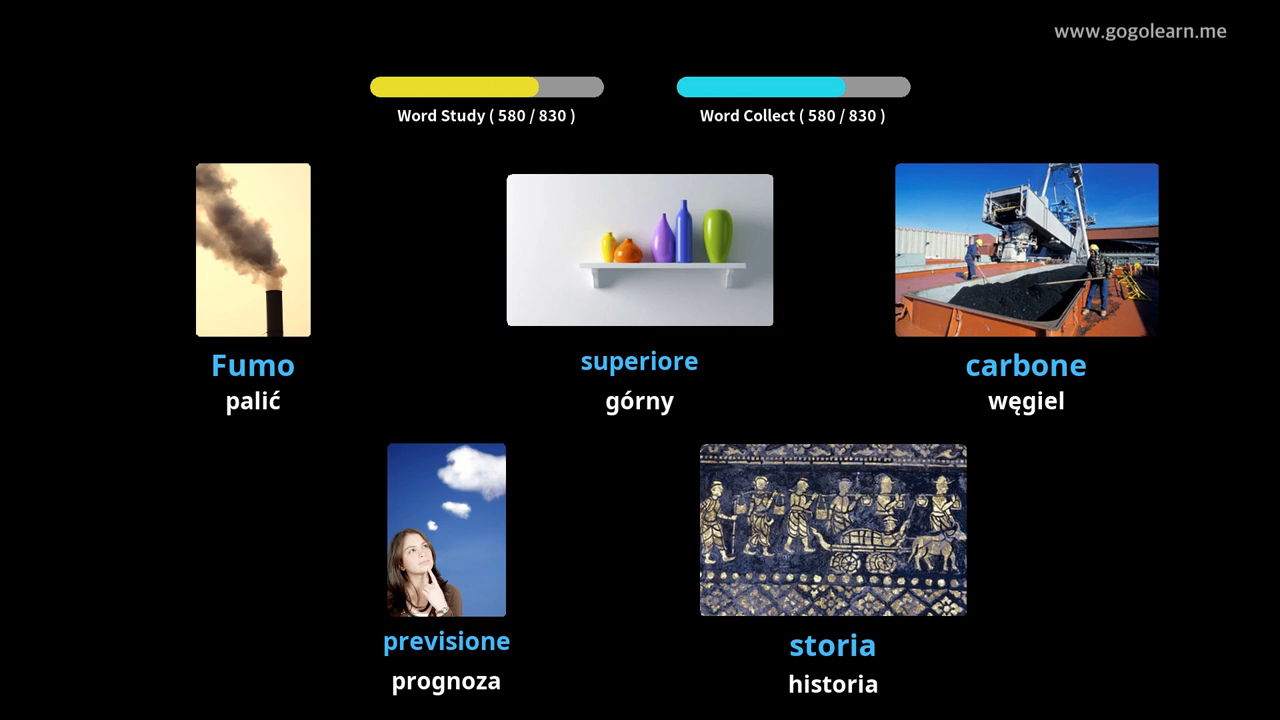 www.gogolearn.me
Word Study ( 580 / 830 )
Word Collect ( 580 / 830 )
Fumo
palić
superiore
górny
carbone
węgiel
previsione
prognoza
storia
historia